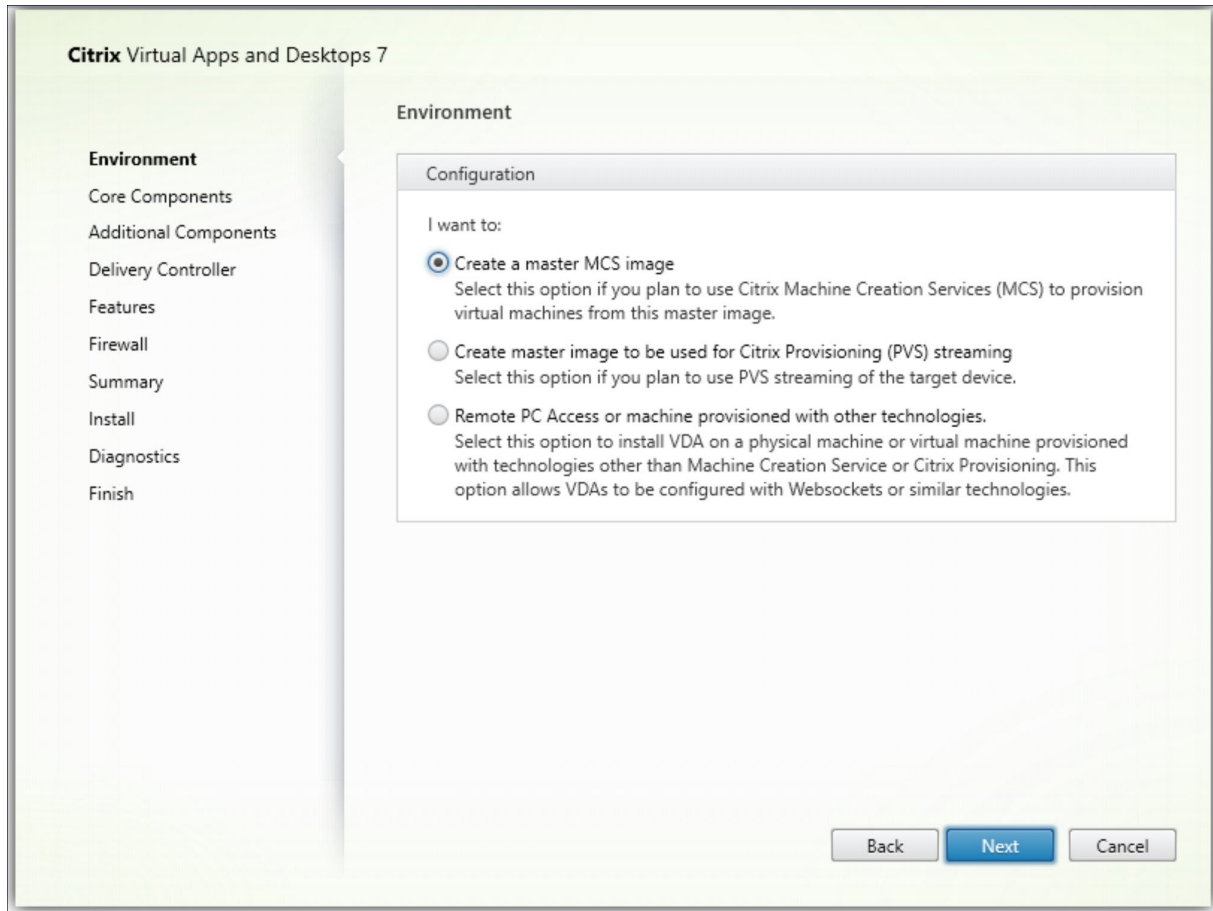 Citrix Virtual Apps and Desktops 7
Environment
Core Components
Additional Components
Delivery Controller
Features
Firewall
Summary
Install
Diagnostics
Finish
Environment
Configuration
I want to:
Create a master MCS image
Select this option if you plan to use Citrix Machine Creation Services (MCS) to provision
virtual machines from this master image.
Create master image to be used for Citrix Provisioning (PVS) streaming
Select this option if you plan to use PVS streaming of the target device.
Remote PC Access or machine provisioned with other technologies.
Select this option to install VDA on a physical machine or virtual machine provisioned
with technologies other than Machine Creation Service or Citrix Provisioning. This
option allows VDAs to be configured with Websockets or similar technologies.
Back
Next
Cancel